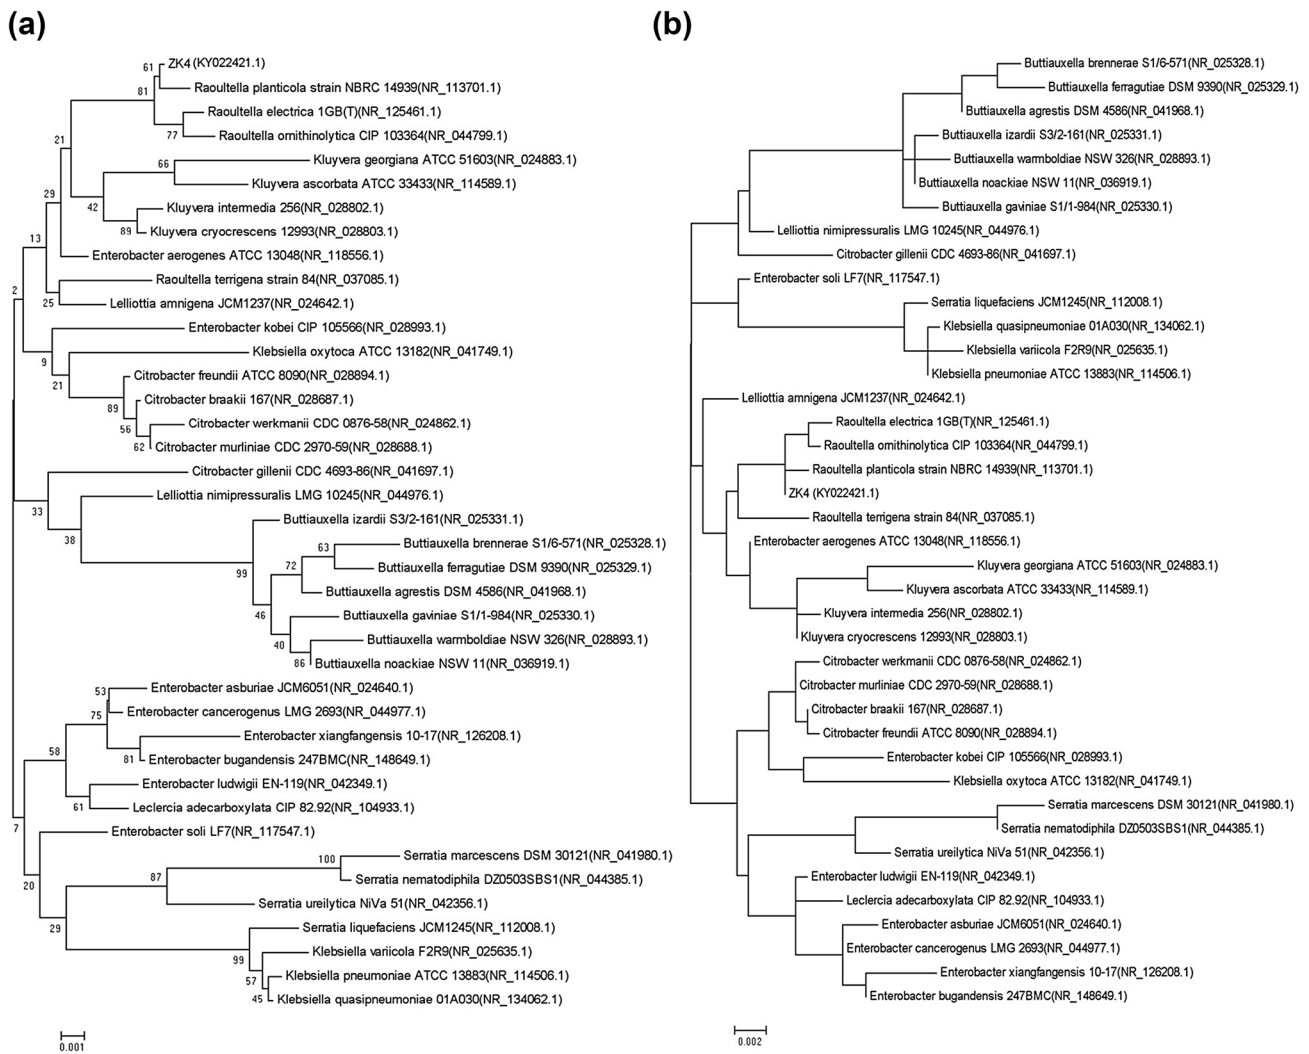 (a)
61
ZK4 (KY022421.1)
81
Raoultella planticola strain NBRC 14939(NR_113701.1)
Raoultella electrica 1GB(T)(NR_125461.1)
77
Raoultella ornithinolytica CIP 103364(NR_044799.1)
21
66
Kluyvera georgiana ATCC 51603(NR_024883.1)
Kluyvera ascorbata ATCC 33433(NR_114589.1)
29
42
Kluyvera intermedia 256(NR_028802.1)
89
Kluyvera cryocrescens 12993(NR_028803.1)
13
Enterobacter aerogenes ATCC 13048(NR_118556.1)
Raoultella terrigena strain 84(NR_037085.1)
25
Lelliottia amnigena JCM1237(NR_024642.1)
2
Enterobacter kobei CIP 105566(NR_028993.1)
9
Klebsiella oxytoca ATCC 13182(NR_041749.1)
21
Citrobacter freundii ATCC 8090(NR_028894.1)
89
Citrobacter braakii 167(NR_028687.1)
56
Citrobacter werkmanii CDC 0876-58(NR_024862.1)
62
Citrobacter murliniae CDC 2970-59(NR_028688.1)
Citrobacter gillenii CDC 4693-86(NR_041697.1)
33
Lelliottia nimipressuralis LMG 10245(NR_044976.1)
38
Buttiauxella izardii S3/2-161(NR_025331.1)
99
63
Buttiauxella brennerae S1/6-571(NR_025328.1)
72
Buttiauxella ferragutiae DSM 9390(NR_025329.1)
Buttiauxella agrestis DSM 4586(NR_041968.1)
46
Buttiauxella gaviniae S1/1-984(NR_025330.1)
40
Buttiauxella warmboldiae NSW 326(NR_028893.1)
86
Buttiauxella noackiae NSW 11(NR_036919.1)
53
Enterobacter asburiae JCM6051(NR_024640.1)
75
Enterobacter cancerogenus LMG 2693(NR_044977.1)
Enterobacter xiangfangensis 10-17(NR_126208.1)
58
81
Enterobacter bugandensis 247BMC(NR_148649.1)
Enterobacter ludwigii EN-119(NR_042349.1)
61
Leclercia adecarboxylata CIP 82.92(NR_104933.1)
7
Enterobacter soli LF7(NR_117547.1)
100
Serratia marcescens DSM 30121(NR_041980.1)
87
Serratia nematodiphila DZ0503SBS1(NR_044385.1)
20
Serratia ureilytica NiVa 51(NR_042356.1)
29
Serratia liquefaciens JCM1245(NR_112008.1)
99
Klebsiella variicola F2R9(NR_025635.1)
57
Klebsiella pneumoniae ATCC 13883(NR_114506.1)
45
Klebsiella quasipneumoniae 01A030(NR_134062.1)
0.001
(b)
Buttiauxella brennerae S1/6-571(NR_025328.1)
Buttiauxella ferragutiae DSM 9390(NR_025329.1)
Buttiauxella agrestis DSM 4586(NR_041968.1)
Buttiauxella izardii S3/2-161(NR_025331.1)
Buttiauxella warmboldiae NSW 326(NR_028893.1)
Buttiauxella noackiae NSW 11(NR_036919.1)
Buttiauxella gaviniae S1/1-984(NR_025330.1)
Lelliottia nimipressuralis LMG 10245(NR_044976.1)
Citrobacter gillenii CDC 4693-86(NR_041697.1)
Enterobacter soli LF7(NR_117547.1)
Serratia liquefaciens JCM1245(NR_112008.1)
Klebsiella quasipneumoniae 01A030(NR_134062.1)
Klebsiella variicola F2R9(NR_025635.1)
Klebsiella pneumoniae ATCC 13883(NR_114506.1)
Lelliottia amnigena JCM1237(NR_024642.1)
Raoultella electrica 1GB(T)(NR_125461.1)
Raoultella ornithinolytica CIP 103364(NR_044799.1)
Raoultella planticola strain NBRC 14939(NR_113701.1)
ZK4 (KY022421.1)
Raoultella terrigena strain 84(NR_037085.1)
Enterobacter aerogenes ATCC 13048(NR_118556.1)
Kluyvera georgiana ATCC 51603(NR_024883.1)
Kluyvera ascorbata ATCC 33433(NR_114589.1)
Kluyvera intermedia 256(NR_028802.1)
Kluyvera cryocrescens 12993(NR_028803.1)
Citrobacter werkmanii CDC 0876-58(NR_024862.1)
Citrobacter murliniae CDC 2970-59(NR_028688.1)
Citrobacter braakii 167(NR_028687.1)
Citrobacter freundii ATCC 8090(NR_028894.1)
Enterobacter kobei CIP 105566(NR_028993.1)
Klebsiella oxytoca ATCC 13182(NR_041749.1)
Serratia marcescens DSM 30121(NR_041980.1)
Serratia nematodiphila DZ0503SBS1(NR_044385.1)
Serratia ureilytica NiVa 51(NR_042356.1)
Enterobacter ludwigii EN-119(NR_042349.1)
Leclercia adecarboxylata CIP 82.92(NR_104933.1)
Enterobacter asburiae JCM6051(NR_024640.1)
Enterobacter cancerogenus LMG 2693(NR_044977.1)
Enterobacter xiangfangensis 10-17(NR_126208.1)
Enterobacter bugandensis 247BMC(NR_148649.1)
0.002